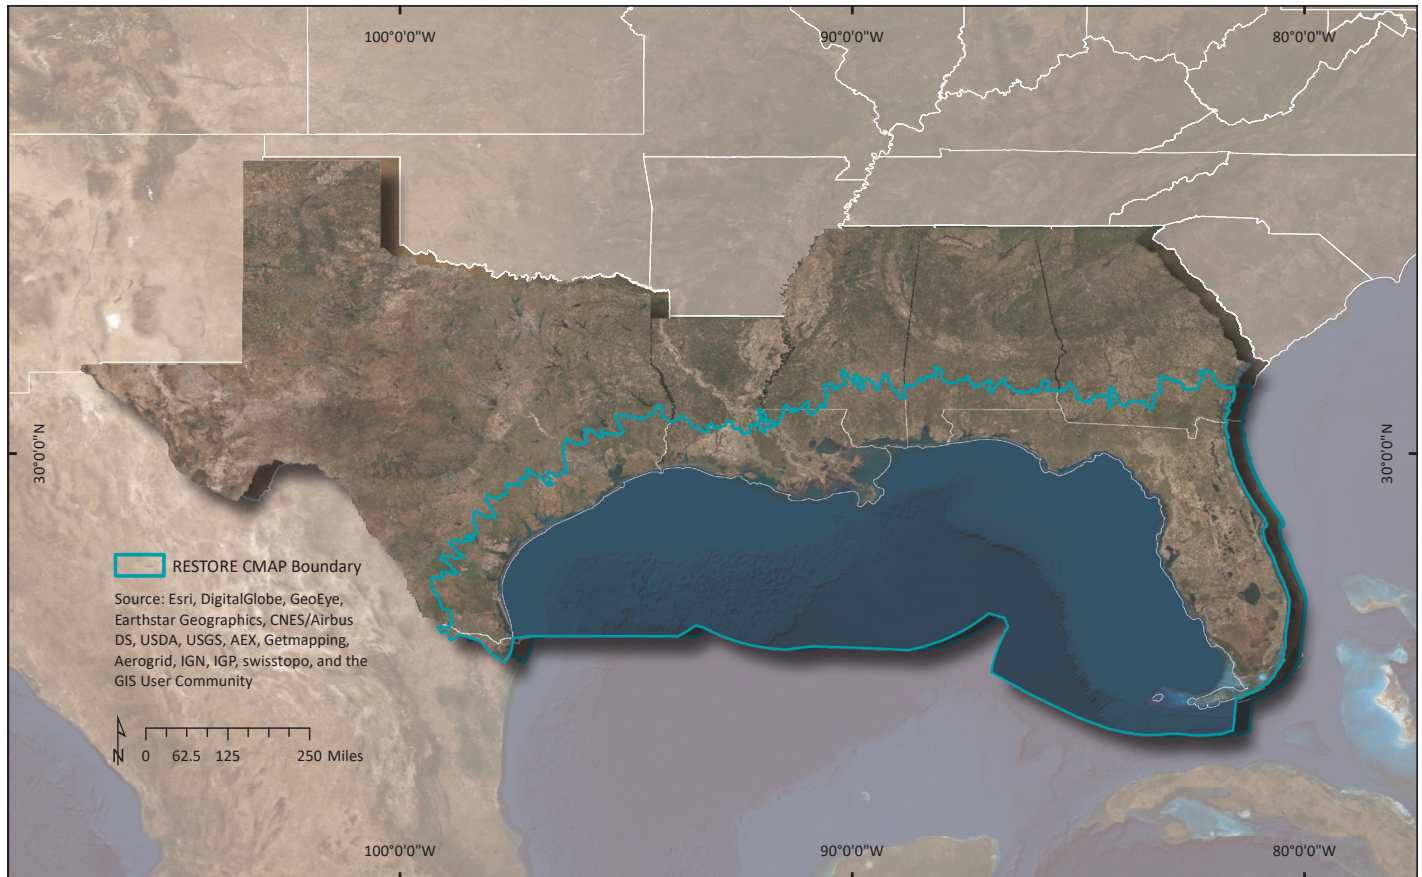 100°0'0"W
90°0'0"W
80°0'0"W
30°0'0"N
30°0'0"N
RESTORE CMAP Boundary
Source: Esri, DigitalGlobe, GeoEye,
Earthstar Geographics, CNES/Airbus
DS, USDA, USGS, AEX, Getmapping,
Aerogrid, IGN, IGP, swisstopo, and the
GIS User Community
N
0 62.5 125 250 Miles
100°0'0"W
90°0'0"W
80°0'0"W